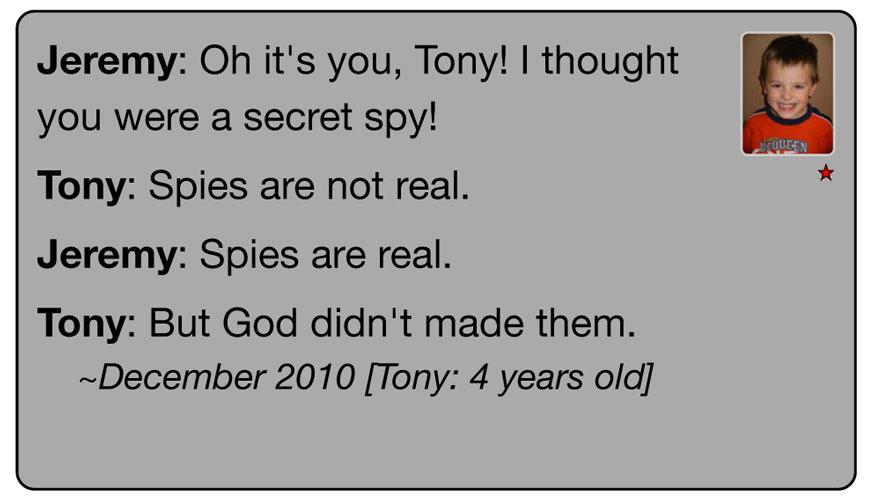 Jeremy: Oh it's you, Tony! I thought
you were a secret spy!
Tony: Spies are not real.
Jeremy: Spies are real.
Tony: But God didn't made them.
~December 2010 [Tony: 4 years old]